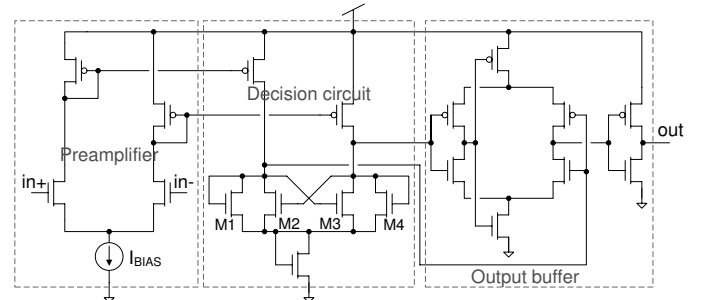 Decision circuit
Preamplifier
in+
in-
out
M1
M2
M3
M4
IBIAS
Output buffer